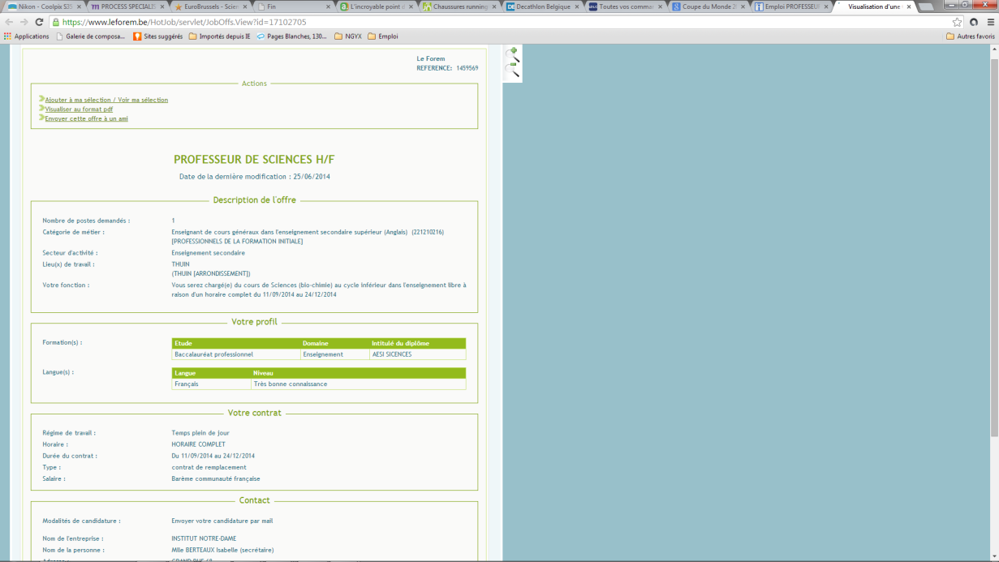 Nikon - Coolpix S35
PROCESS SPECIALIS
EuroBrussels - Scien
Fin
L'incroyable point d
Chaussures running
Decathlon Belgique
Toutes vos comma
Coupe du Monde 2
Emploi PROFESSEU
Visualisation d'une
https://www.leforem.be/HotJob/servlet/JobOffs.View?id=17102705
Applications
Galerie de composa...
Sites suggérés
Importés depuis IE
Pages Blanches, 130...
NGYX
Emploi
Autres favoris
Le Forem
REFERENCE: 1459569
Actions
Ajouter à ma sélection / Voir ma sélection
Visualiser au format pdf
Envoyer cette offre à un ami
PROFESSEUR DE SCIENCES H/F
Date de la dernière modification : 25/06/2014
Description de l'offre
Nombre de postes demandés : 1
Catégorie de métier : Enseignant de cours généraux dans l'enseignement secondaire supérieur (Anglais) (221210216)
[PROFESSIONNELS DE LA FORMATION INITIALE]
Secteur d'activité : Enseignement secondaire
Lieu(x) de travail : THUIN
(THUIN [ARRONDISSEMENT])
Votre fonction : Vous serez chargé(e) du cours de Sciences (bio-chimie) au cycle inférieur dans l'enseignement libre à
raison d'un horaire complet du 11/09/2014 au 24/12/2014
Votre profil
Formation(s) : Etude Domaine Intitulé du diplôme
Baccalauréat professionnel Enseignement AESI SICENCES
Langue(s) : Langue Niveau
Français Très bonne connaissance
Votre contrat
Régime de travail : Temps plein de jour
Horaire : HORAIRE COMPLET
Durée du contrat : Du 11/09/2014 au 24/12/2014
Type : contrat de remplacement
Salaire : Barème communauté française
Contact
Modalités de candidature : Envoyer votre candidature par mail
Nom de l'entreprise : INSTITUT NOTRE-DAME
Nom de la personne : Mlle BERTEAUX Isabelle (secrétaire)